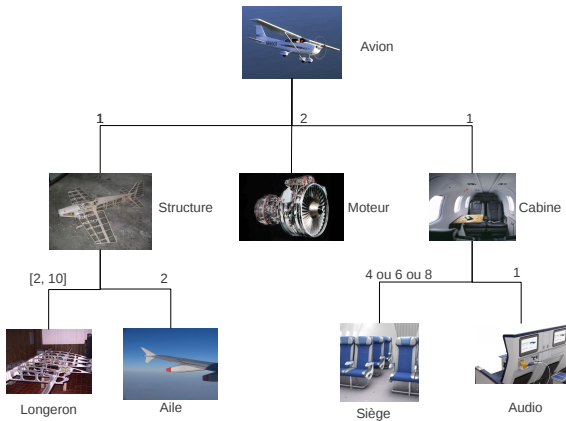 Avion
1
2
1
Structure
Moteur
Cabine
[2, 10]
2
4 ou 6 ou 8
1
Longeron
Aile
Siège
Audio